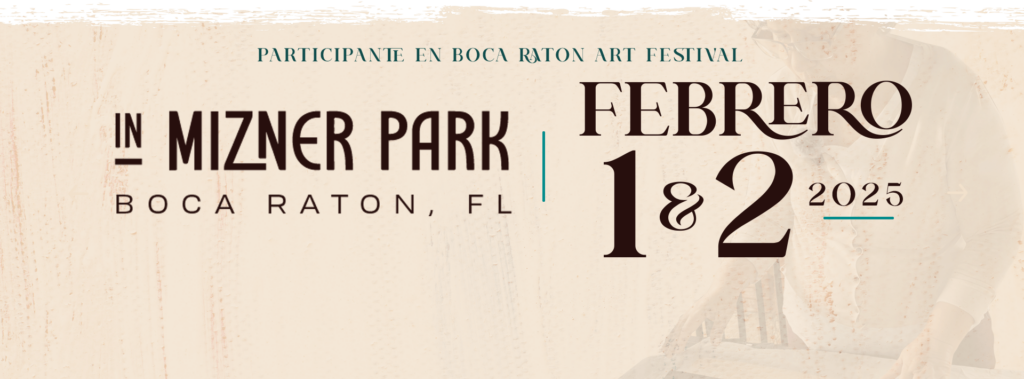 PARTICIPANTE EN BOCA RATON ART FESTIVAL
IN MIZNER PARK
BOCA RATON, FL
FEBRERO
1 & 2 2025